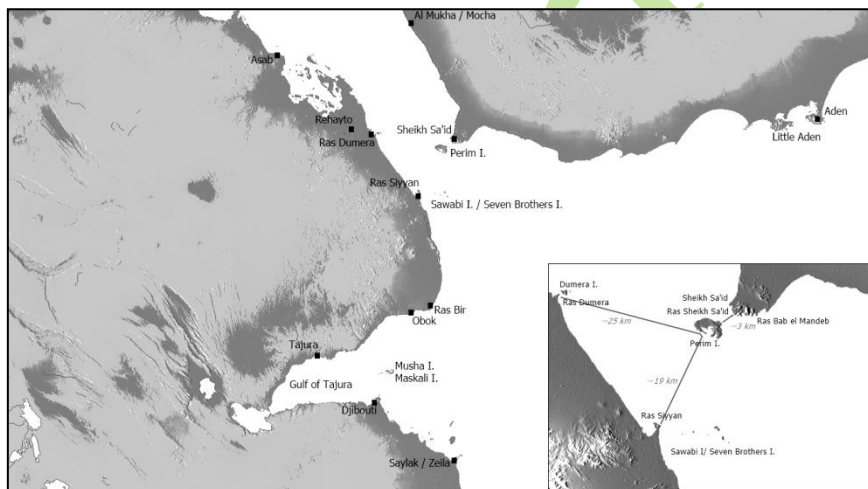 Al Mukha / Mocha
Asab
Rehayto
Ras Dumera
Sheikh Sa'id
Perim I.
Aden
Little Aden
Ras Siyyan
Sawabi I. / Seven Brothers I.
Ras Bir
Obok
Tajura
Musha I.
Maskali I.
Gulf of Tajura
Djibouti
Saylak / Zeila
Dumera I.
Ras Dumera
Sheikh Sa'id
Ras Sheikh Sa'id
Ras Bab el Mandeb
~25 km
~3 km
Perim I.
~19 km
Ras Siyyan
Sawabi I/ Seven Brothers I.